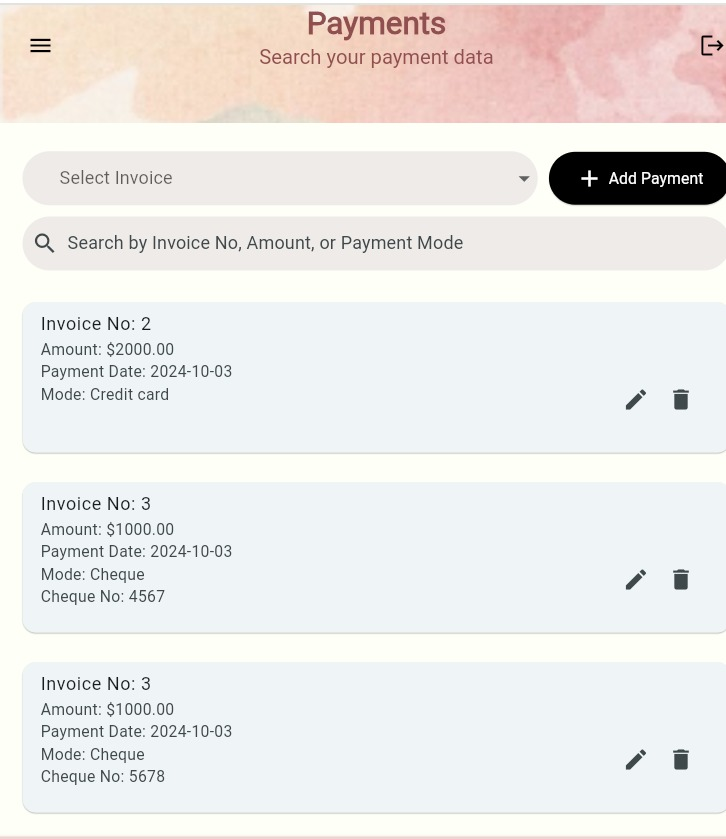 Payments
Search your payment data
Select Invoice
Add Payment
Search by Invoice No, Amount, or Payment Mode
Invoice No: 2
Amount: $2000.00
Payment Date: 2024-10-03
Mode: Credit card
Invoice No: 3
Amount: $1000.00
Payment Date: 2024-10-03
Mode: Cheque
Cheque No: 4567
Invoice No: 3
Amount: $1000.00
Payment Date: 2024-10-03
Mode: Cheque
Cheque No: 5678